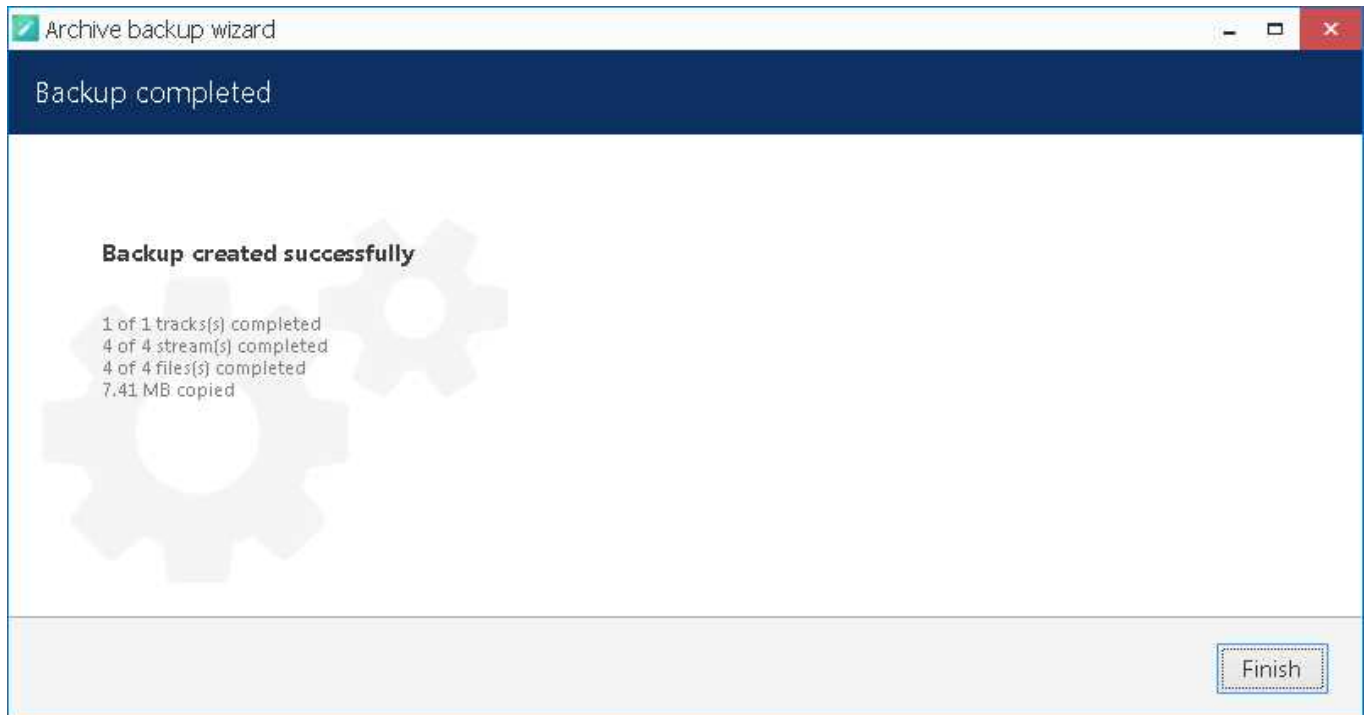 Archive backup wizard
Backup completed
Backup created successfully
1 of 1 tracks(s) completed
4 of 4 stream(s) completed
4 of 4 files(s) completed
7.41 MB copied
Finish